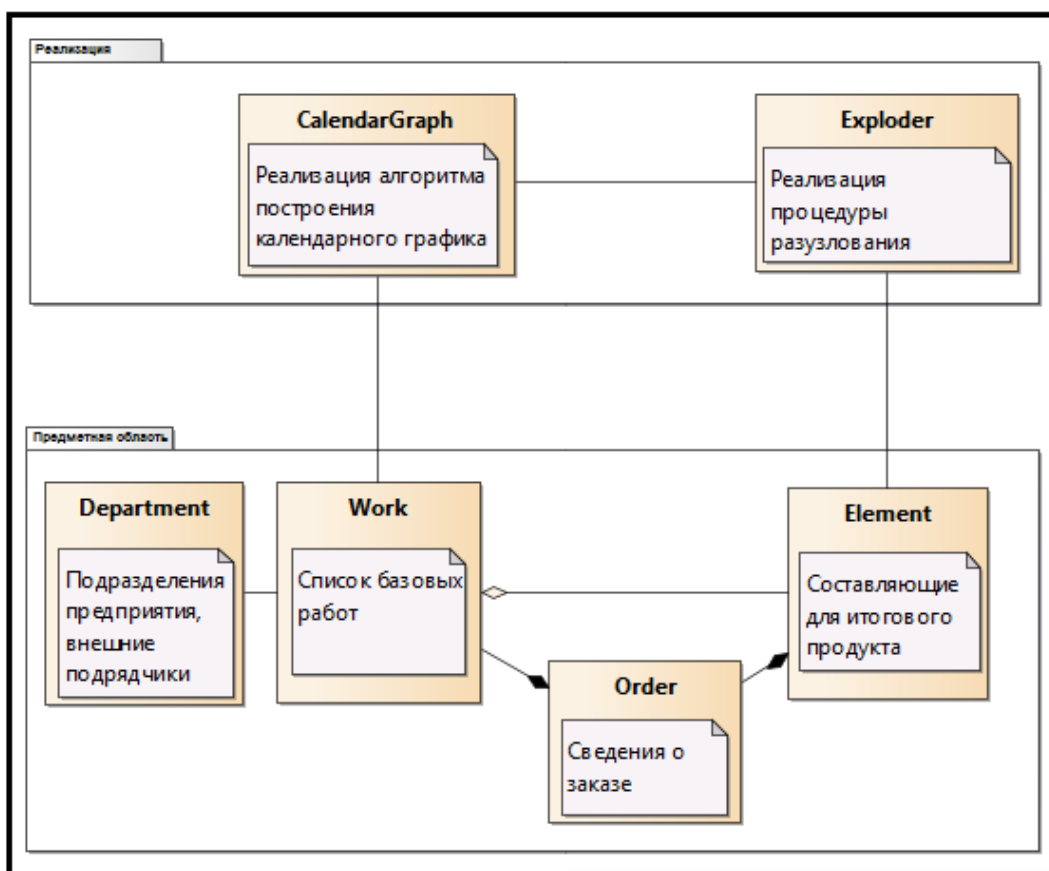 Реализация
CalendarGraph
Реализация алгоритма
построения
календарного графика
Exploder
Реализация
процедуры
разузлования
Предметная область
Department
Подразделения
предприятия,
внешние
подрядчики
Work
Список базовых
работ
Order
Сведения о
заказе
Element
Составляющие
для итогового
продукта